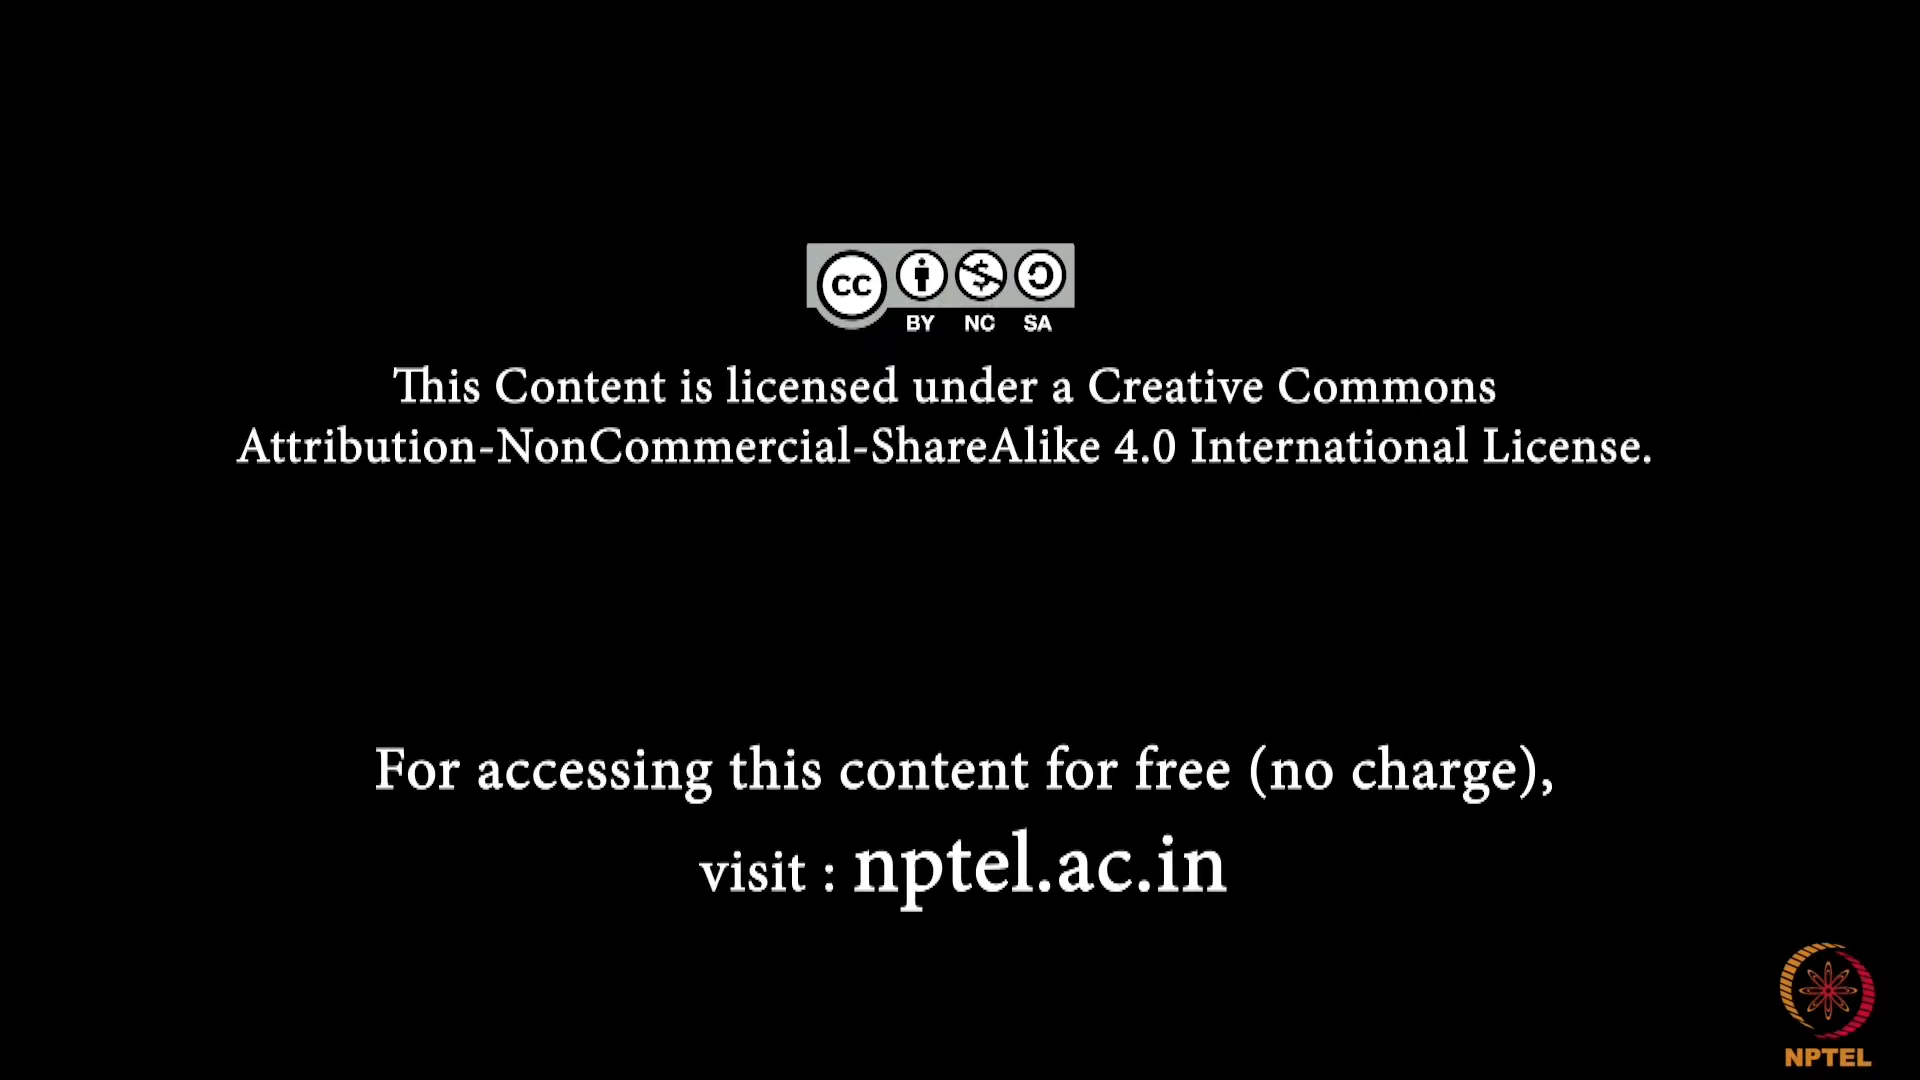 cc
BY NC SA
This Content is licensed under a Creative Commons
Attribution-NonCommercial-ShareAlike 4.0 International License.
For accessing this content for free (no charge),
visit : nptel.ac.in
NPTEL